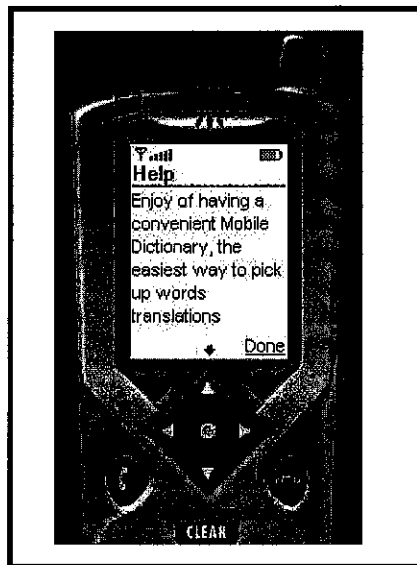 Help
Enjoy of having a
convenient Mobile
Dictionary, the
easiest way to pick
up words
translations
Done
CLEAR